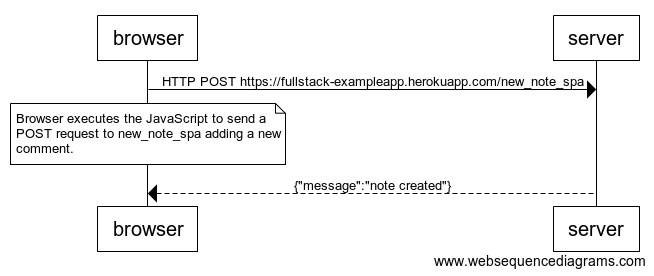 browser
server
HTTP POST https://fullstack-exampleapp.herokuapp.com/new_note_spa
Browser executes the JavaScript to send a
POST request to new_note_spa adding a new
comment.
{"message":"note created"}
browser
server
www.websequencediagrams.com